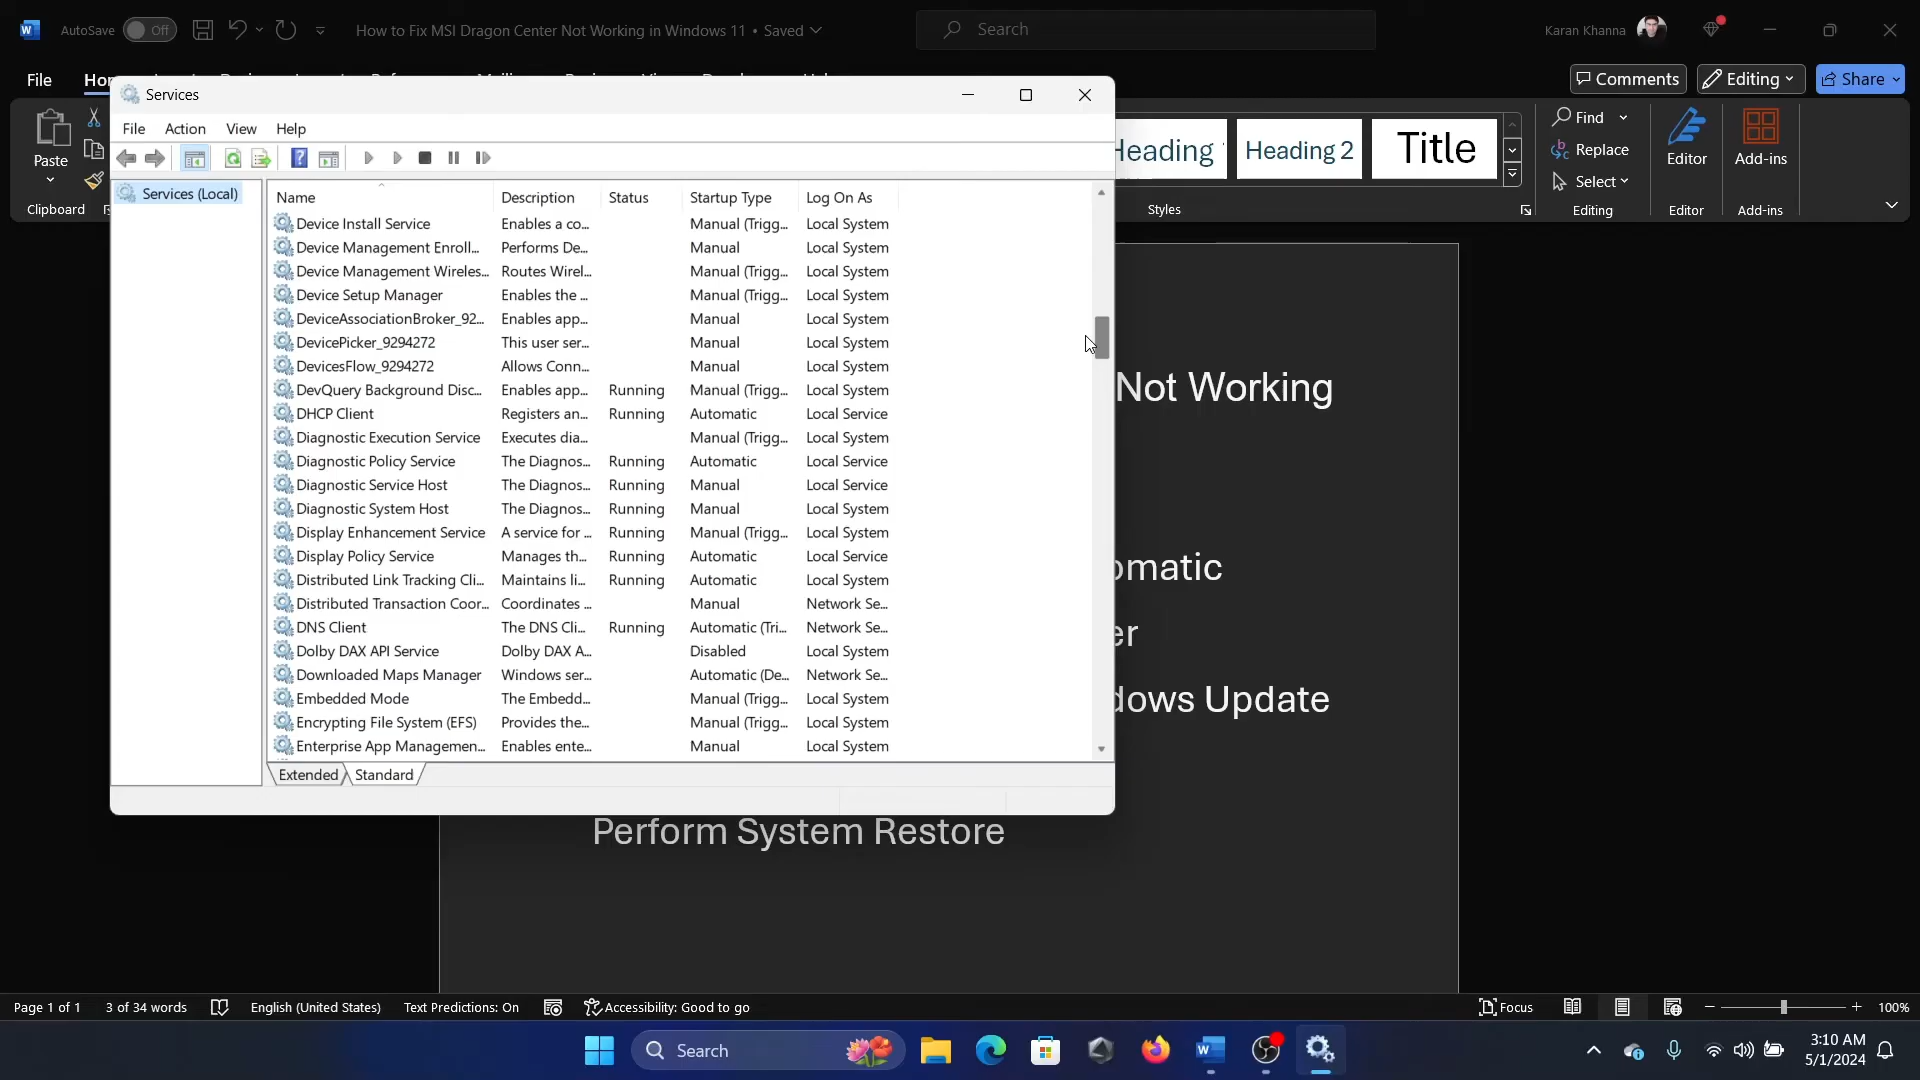 AutoSave Off How to Fix MSI Dragon Center Not Working in Windows 11 • Saved Search Karan Khanna
File Comments Editing Share
Services
File Action View Help
Paste
Clipboard
Heading 2 Title
Styles
Find
Replace
Select
Editing
Editor
Editor
Add-ins
Add-ins
Services (Local)
Name Description Status Startup Type Log On As
Device Install Service Enables a co... Manual (Trigg... Local System
Device Management Enroll... Performs De... Manual Local System
Device Management Wireles... Routes Wirel... Manual (Trigg... Local System
Device Setup Manager Enables the ... Manual (Trigg... Local System
DeviceAssociationBroker_92... Enables app... Manual Local System
DevicePicker_9294272 This user ser... Manual Local System
DevicesFlow_9294272 Allows Conn... Manual Local System
DevQuery Background Disc... Enables app... Running Manual (Trigg... Local System
DHCP Client Registers an... Running Automatic Local Service
Diagnostic Execution Service Executes dia... Manual (Trigg... Local System
Diagnostic Policy Service The Diagnos... Running Automatic Local Service
Diagnostic Service Host The Diagnos... Running Manual Local Service
Diagnostic System Host The Diagnos... Running Manual Local System
Display Enhancement Service A service for ... Running Manual (Trigg... Local System
Display Policy Service Manages th... Running Automatic Local Service
Distributed Link Tracking Cli... Maintains li... Running Automatic Local System
Distributed Transaction Coor... Coordinates ... Manual Network Se...
DNS Client The DNS Cli... Running Automatic (Tri... Network Se...
Dolby DAX API Service Dolby DAX A... Disabled Local System
Downloaded Maps Manager Windows ser... Automatic (De... Network Se...
Embedded Mode The Embedd... Manual (Trigg... Local System
Encrypting File System (EFS) Provides the... Manual (Trigg... Local System
Enterprise App Managemen... Enables ente... Manual Local System
Extended Standard
Not Working
omatic
er
dows Update
Perform System Restore
Page 1 of 1 3 of 34 words English (United States) Text Predictions: On Accessibility: Good to go Focus 100%
Search
3:10 AM
5/1/2024